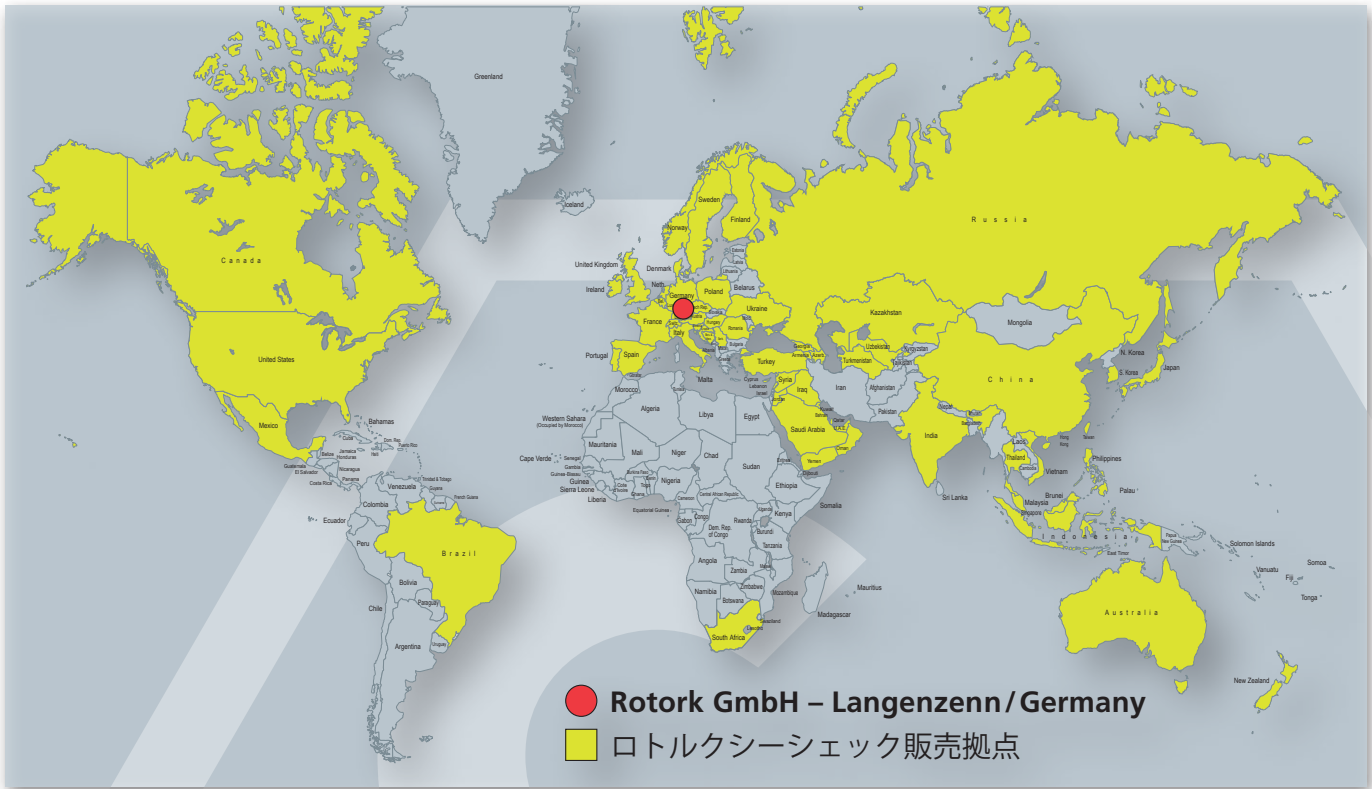 Greenland
Iceland
Sweden
Finland
Norway
Russia
Canada
Estonia
Latvia
Lithuania
United Kingdom
Denmark
Ireland
Neth.
Belarus
Germany
Poland
Ukraine
Kazakhstan
Mongolia
France
Italy
Hungary
Romania
Bulgaria
Georgia
Armenia
Uzbekistan
Kyrgyzstan
Turkmenistan
N. Korea
S. Korea
Japan
United States
Portugal
Spain
Turkey
China
Malta
Cyprus
Lebanon
Israel
Syria
Iraq
Iran
Afghanistan
Jordan
Kuwait
Pakistan
Nepal
Morocco
Algeria
Libya
Egypt
Saudi Arabia
Qatar
U.A.E.
Oman
Yemen
India
Bangladesh
Hong
Kong
Taiwan
Mexico
Bahamas
Cuba
Western Sahara
(Occupied by Morocco)
Belize
Jamaica
Honduras
Haiti
Dom. Rep.
Puerto Rico
Mauritania
Mali
Niger
Chad
Sudan
Eritrea
Djibouti
Laos
Thailand
Cambodia
Vietnam
Philippines
Guatemala
El Salvador
Nicaragua
Costa Rica
Panama
Trinidad & Tobago
Cape Verde
Senegal
Gambia
Guinea-Bissau
Guinea
Sierra Leone
Liberia
Cote
d'Ivoire
Burkina Faso
Ghana
Togo
Benin
Nigeria
Cameroon
Central African Republic
Ethiopia
Somalia
Sri Lanka
Malaysia
Singapore
Brunei
Palau
Venezuela
Guyana
French Guiana
Colombia
Ecuador
Equatorial Guinea
Gabon
Congo
Dem. Rep.
of Congo
Uganda
Kenya
Rwanda
Burundi
Tanzania
Indonesia
East Timor
Papua
New Guinea
Solomon Islands
Peru
Brazil
Bolivia
Angola
Zambia
Malawi
Zimbabwe
Mozambique
Namibia
Botswana
Madagascar
Mauritius
Vanuatu
Fiji
Somoa
Tonga
Chile
Paraguay
Argentina
Uruguay
South Africa
Lesotho
Swaziland
Australia
New Zealand
Rotork GmbH – Langenzenn/Germany
ロトルクシーシェック販売拠点